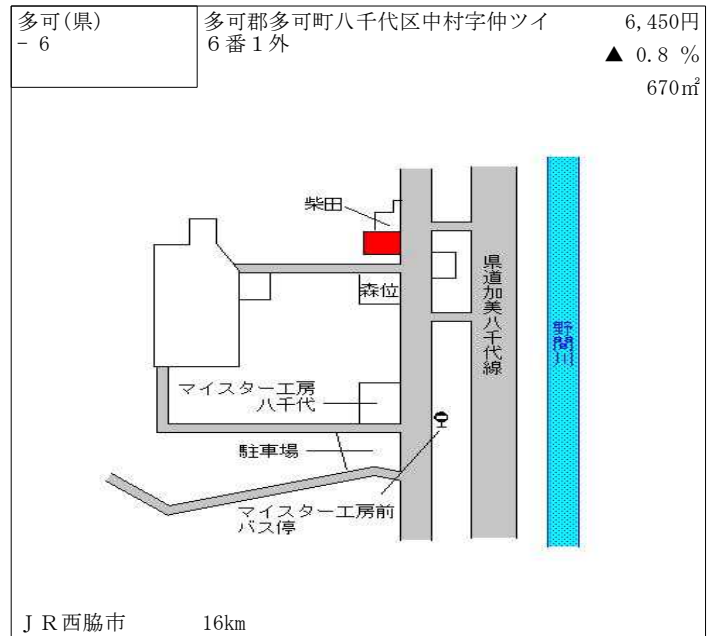 多可(県)
- 6
多可郡多可町八千代区中村字仲ツイ
６番１外
6,450円
▲ 0.8 %
670㎡
柴田
森位
県道加美八千代線
野間川
マイスター工房
八千代
駐車場
マイスター工房前
バス停
ＪＲ西脇市 16km